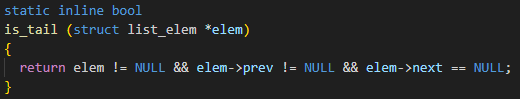 static inline bool
is_tail (struct list_elem *elem)
{
  return elem != NULL && elem->prev != NULL && elem->next == NULL;
}